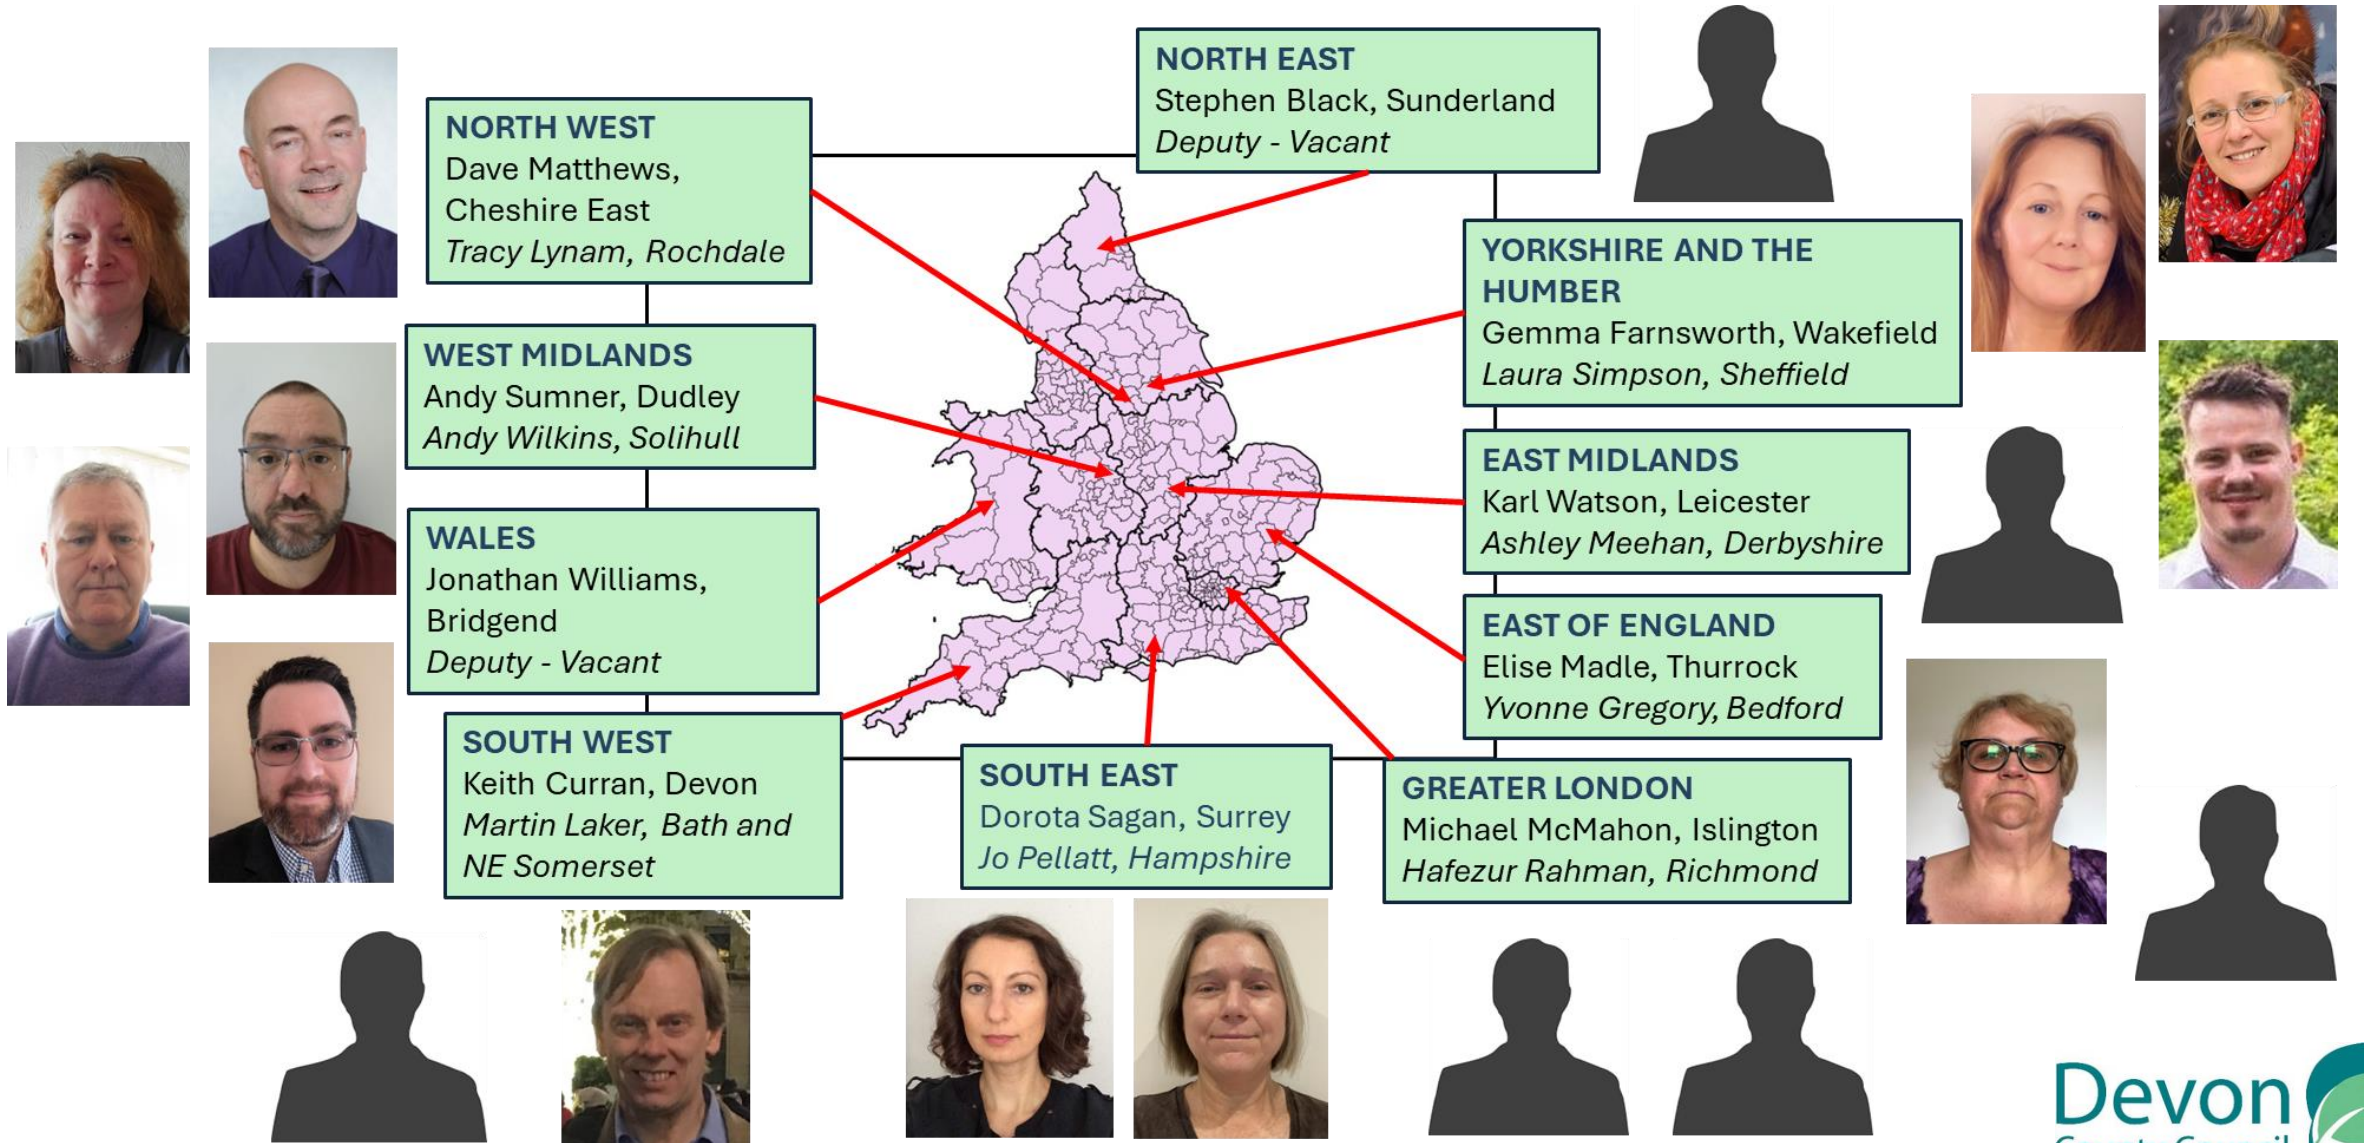 NORTH EAST
Stephen Black, Sunderland
Deputy - Vacant
NORTH WEST
Dave Matthews,
Cheshire East
Tracy Lynam, Rochdale
YORKSHIRE AND THE
HUMBER
Gemma Farnsworth, Wakefield
Laura Simpson, Sheffield
WEST MIDLANDS
Andy Sumner, Dudley
Andy Wilkins, Solihull
EAST MIDLANDS
Karl Watson, Leicester
Ashley Meehan, Derbyshire
WALES
Jonathan Williams,
Bridgend
Deputy - Vacant
EAST OF ENGLAND
Elise Madle, Thurrock
Yvonne Gregory, Bedford
SOUTH WEST
Keith Curran, Devon
Martin Laker, Bath and
NE Somerset
SOUTH EAST
Dorota Sagan, Surrey
Jo Pellatt, Hampshire
GREATER LONDON
Michael McMahon, Islington
Hafezur Rahman, Richmond
Devon
County Council